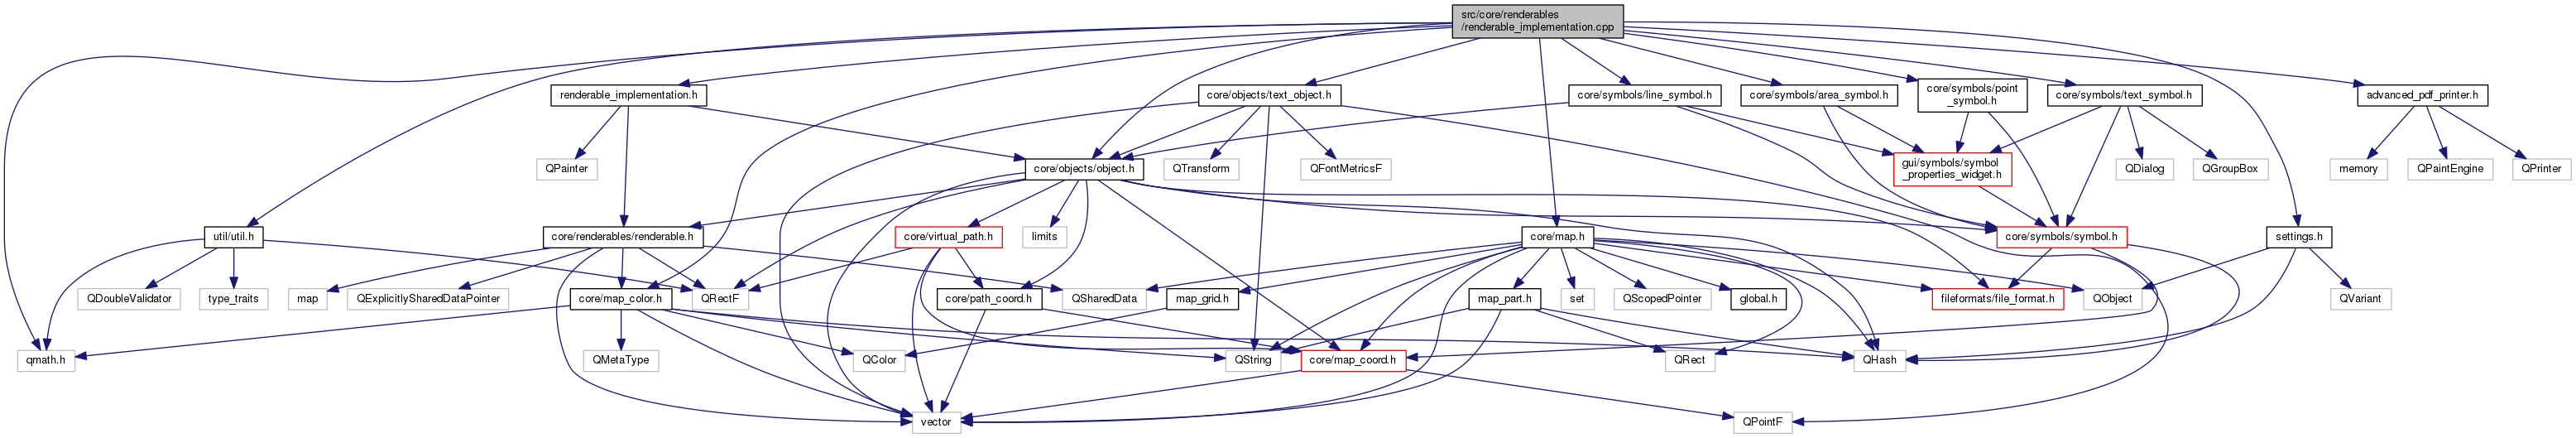 src/core/renderables
/renderable_implementation.cpp
renderable_implementation.h
core/objects/text_object.h
core/symbols/line_symbol.h
core/symbols/area_symbol.h
core/symbols/point
_symbol.h
core/symbols/text_symbol.h
advanced_pdf_printer.h
QPainter
core/objects/object.h
QTransform
QFontMetricsF
gui/symbols/symbol
_properties_widget.h
QDialog
QGroupBox
memory
QPaintEngine
QPrinter
util/util.h
core/renderables/renderable.h
core/virtual_path.h
limits
core/map.h
core/symbols/symbol.h
settings.h
QDoubleValidator
type_traits
map
QExplicitlySharedDataPointer
core/map_color.h
QRectF
core/path_coord.h
QSharedData
map_grid.h
map_part.h
set
QScopedPointer
global.h
fileformats/file_format.h
QObject
QVariant
qmath.h
QMetaType
QColor
QString
core/map_coord.h
QRect
QHash
vector
QPointF